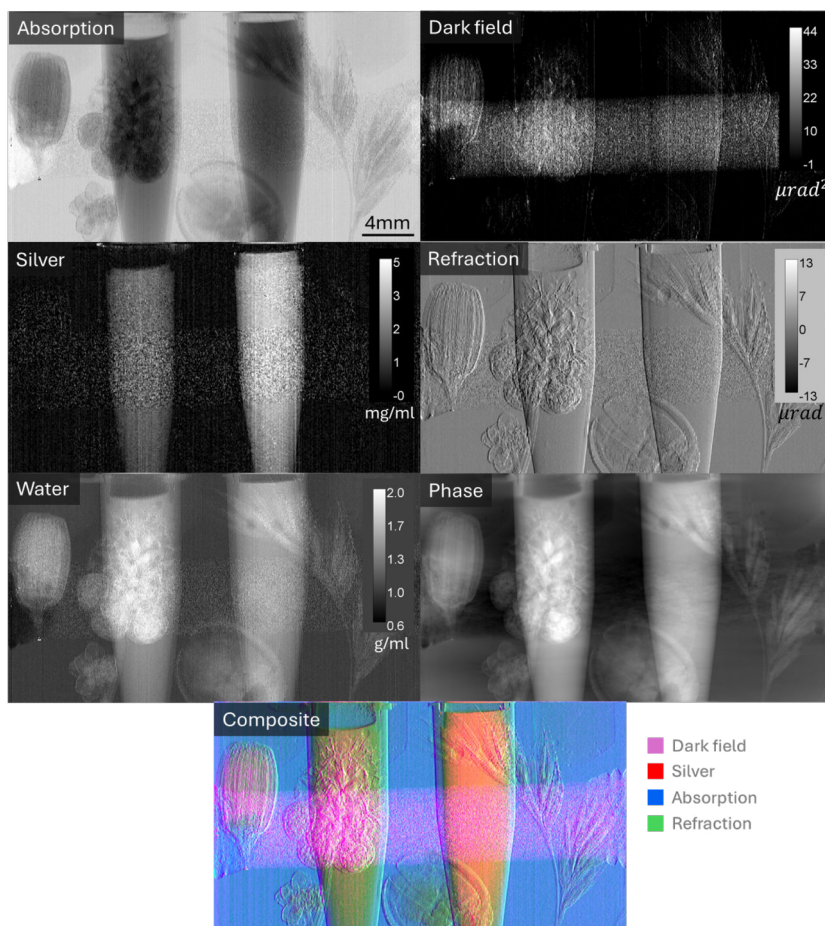 Absorption
4mm
Dark field
44
33
22
10
-1
μrad²
Silver
5
4
3
2
1
-0
mg/ml
Refraction
13
7
0
-7
-13
μrad
Water
2.0
1.7
1.3
1.0
0.6
g/ml
Phase
Composite
Dark field
Silver
Absorption
Refraction